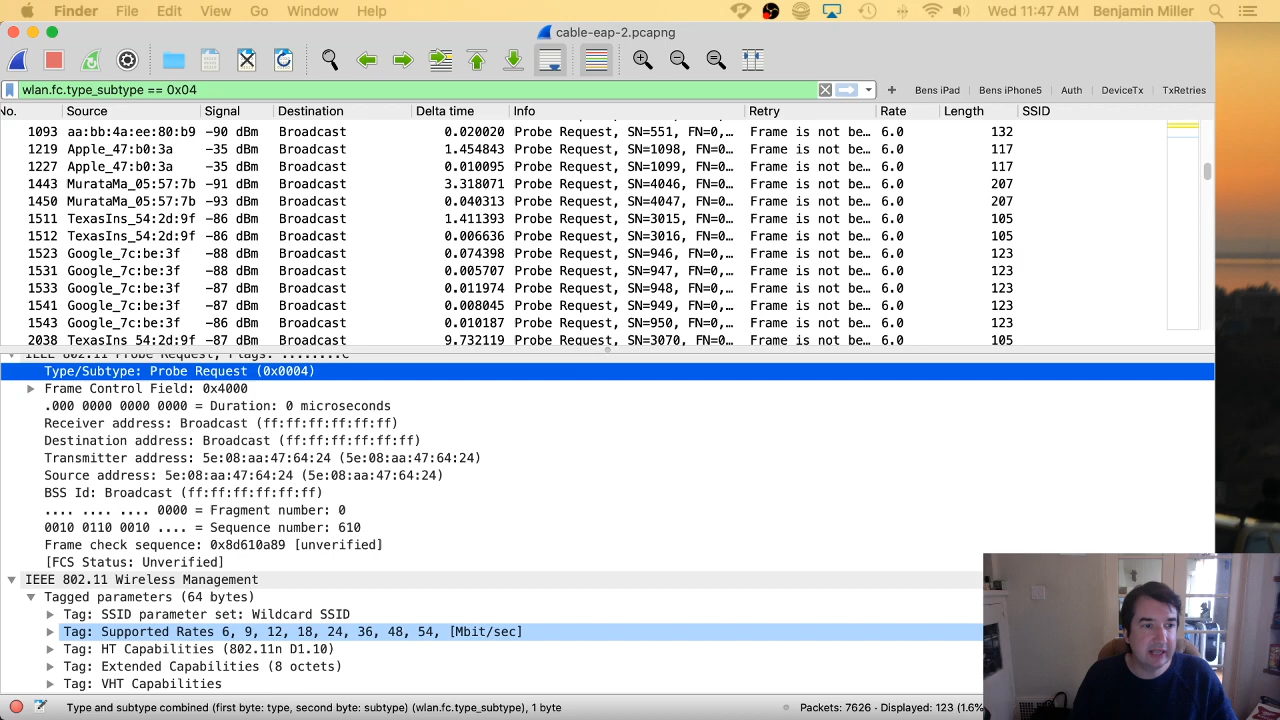 Finder File Edit View Go Window Help Wed 11:47 AM Benjamin Miller
cable-eap-2.pcapng
wlan.fc.type_subtype == 0x04 Bens iPad Bens iPhone5 Auth DeviceTx TxRetries
No. Source Signal Destination Delta time Info Retry Rate Length SSID
1093 aa:bb:4a:ee:80:b9 -90 dBm Broadcast 0.020020 Probe Request, SN=551, FN=0,… Frame is not be… 6.0 132
1219 Apple_47:b0:3a -35 dBm Broadcast 1.454843 Probe Request, SN=1098, FN=0… Frame is not be… 6.0 117
1227 Apple_47:b0:3a -35 dBm Broadcast 0.010095 Probe Request, SN=1099, FN=0… Frame is not be… 6.0 117
1443 MurataMa_05:57:7b -91 dBm Broadcast 3.318071 Probe Request, SN=4046, FN=0… Frame is not be… 6.0 207
1450 MurataMa_05:57:7b -93 dBm Broadcast 0.040313 Probe Request, SN=4047, FN=0… Frame is not be… 6.0 207
1511 TexasIns_54:2d:9f -86 dBm Broadcast 1.411393 Probe Request, SN=3015, FN=0… Frame is not be… 6.0 105
1512 TexasIns_54:2d:9f -86 dBm Broadcast 0.006636 Probe Request, SN=3016, FN=0… Frame is not be… 6.0 105
1523 Google_7c:be:3f -88 dBm Broadcast 0.074398 Probe Request, SN=946, FN=0,… Frame is not be… 6.0 123
1531 Google_7c:be:3f -88 dBm Broadcast 0.005707 Probe Request, SN=947, FN=0,… Frame is not be… 6.0 123
1533 Google_7c:be:3f -87 dBm Broadcast 0.011974 Probe Request, SN=948, FN=0,… Frame is not be… 6.0 123
1541 Google_7c:be:3f -87 dBm Broadcast 0.008045 Probe Request, SN=949, FN=0,… Frame is not be… 6.0 123
1543 Google_7c:be:3f -86 dBm Broadcast 0.010187 Probe Request, SN=950, FN=0,… Frame is not be… 6.0 123
2038 TexasIns_54:2d:9f -86 dBm Broadcast 9.732119 Probe Request, SN=3070, FN=0… Frame is not be… 6.0 105
IEEE 802.11 Probe Request, Flags: ........C
Type/Subtype: Probe Request (0x0004)
Frame Control Field: 0x4000
.000 0000 0000 0000 = Duration: 0 microseconds
Receiver address: Broadcast (ff:ff:ff:ff:ff:ff)
Destination address: Broadcast (ff:ff:ff:ff:ff:ff)
Transmitter address: 5e:08:aa:47:64:24 (5e:08:aa:47:64:24)
Source address: 5e:08:aa:47:64:24 (5e:08:aa:47:64:24)
BSS Id: Broadcast (ff:ff:ff:ff:ff:ff)
.... .... .... 0000 = Fragment number: 0
0010 0110 0010 .... = Sequence number: 610
Frame check sequence: 0x8d610a89 [unverified]
[FCS Status: Unverified]
IEEE 802.11 Wireless Management
Tagged parameters (64 bytes)
Tag: SSID parameter set: Wildcard SSID
Tag: Supported Rates 6, 9, 12, 18, 24, 36, 48, 54, [Mbit/sec]
Tag: HT Capabilities (802.11n D1.10)
Tag: Extended Capabilities (8 octets)
Tag: VHT Capabilities
Type and subtype combined (first byte: type, second byte: subtype) (wlan.fc.type_subtype), 1 byte Packets: 7626 · Displayed: 123 (1.6%